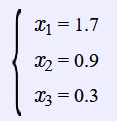 x₁ = 1.7
x₂ = 0.9
x₃ = 0.3